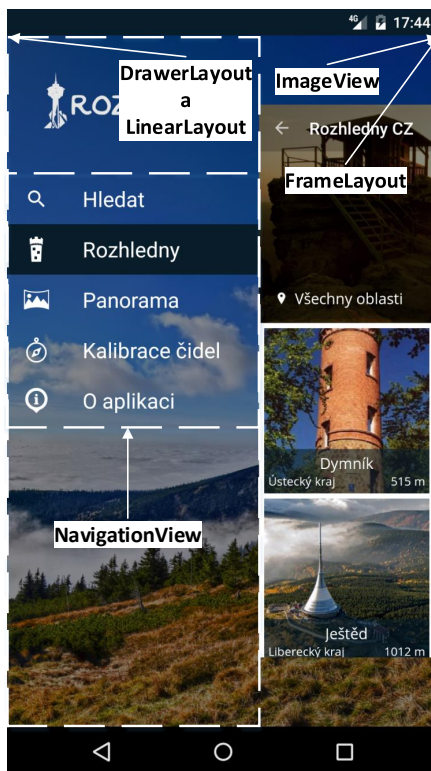 4G 17:44
DrawerLayout
a
LinearLayout
ImageView
ROZ
Rozhledny CZ
FrameLayout
Hledat
Rozhledny
Panorama
Kalibrace čidel
O aplikaci
Všechny oblasti
Dymník
Ústecký kraj 515 m
NavigationView
Ještěd
Liberecký kraj 1012 m